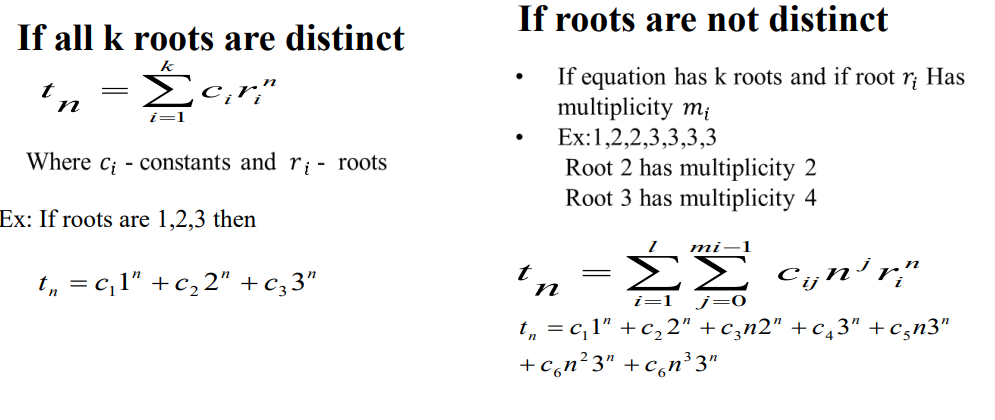 If all k roots are distinct
t_n = \sum_{i=1}^{k} c_i r_i^n
Where c_i - constants and r_i - roots
Ex: If roots are 1,2,3 then
t_n = c_1 1^n + c_2 2^n + c_3 3^n
If roots are not distinct
• If equation has k roots and if root r_i Has
multiplicity m_i
• Ex:1,2,2,3,3,3,3
Root 2 has multiplicity 2
Root 3 has multiplicity 4
t_n = \sum_{i=1}^{l} \sum_{j=0}^{mi-1} c_{ij} n^j r_i^n
t_n = c_1 1^n + c_2 2^n + c_3 n2^n + c_4 3^n + c_5 n3^n
+ c_6 n^2 3^n + c_6 n^3 3^n